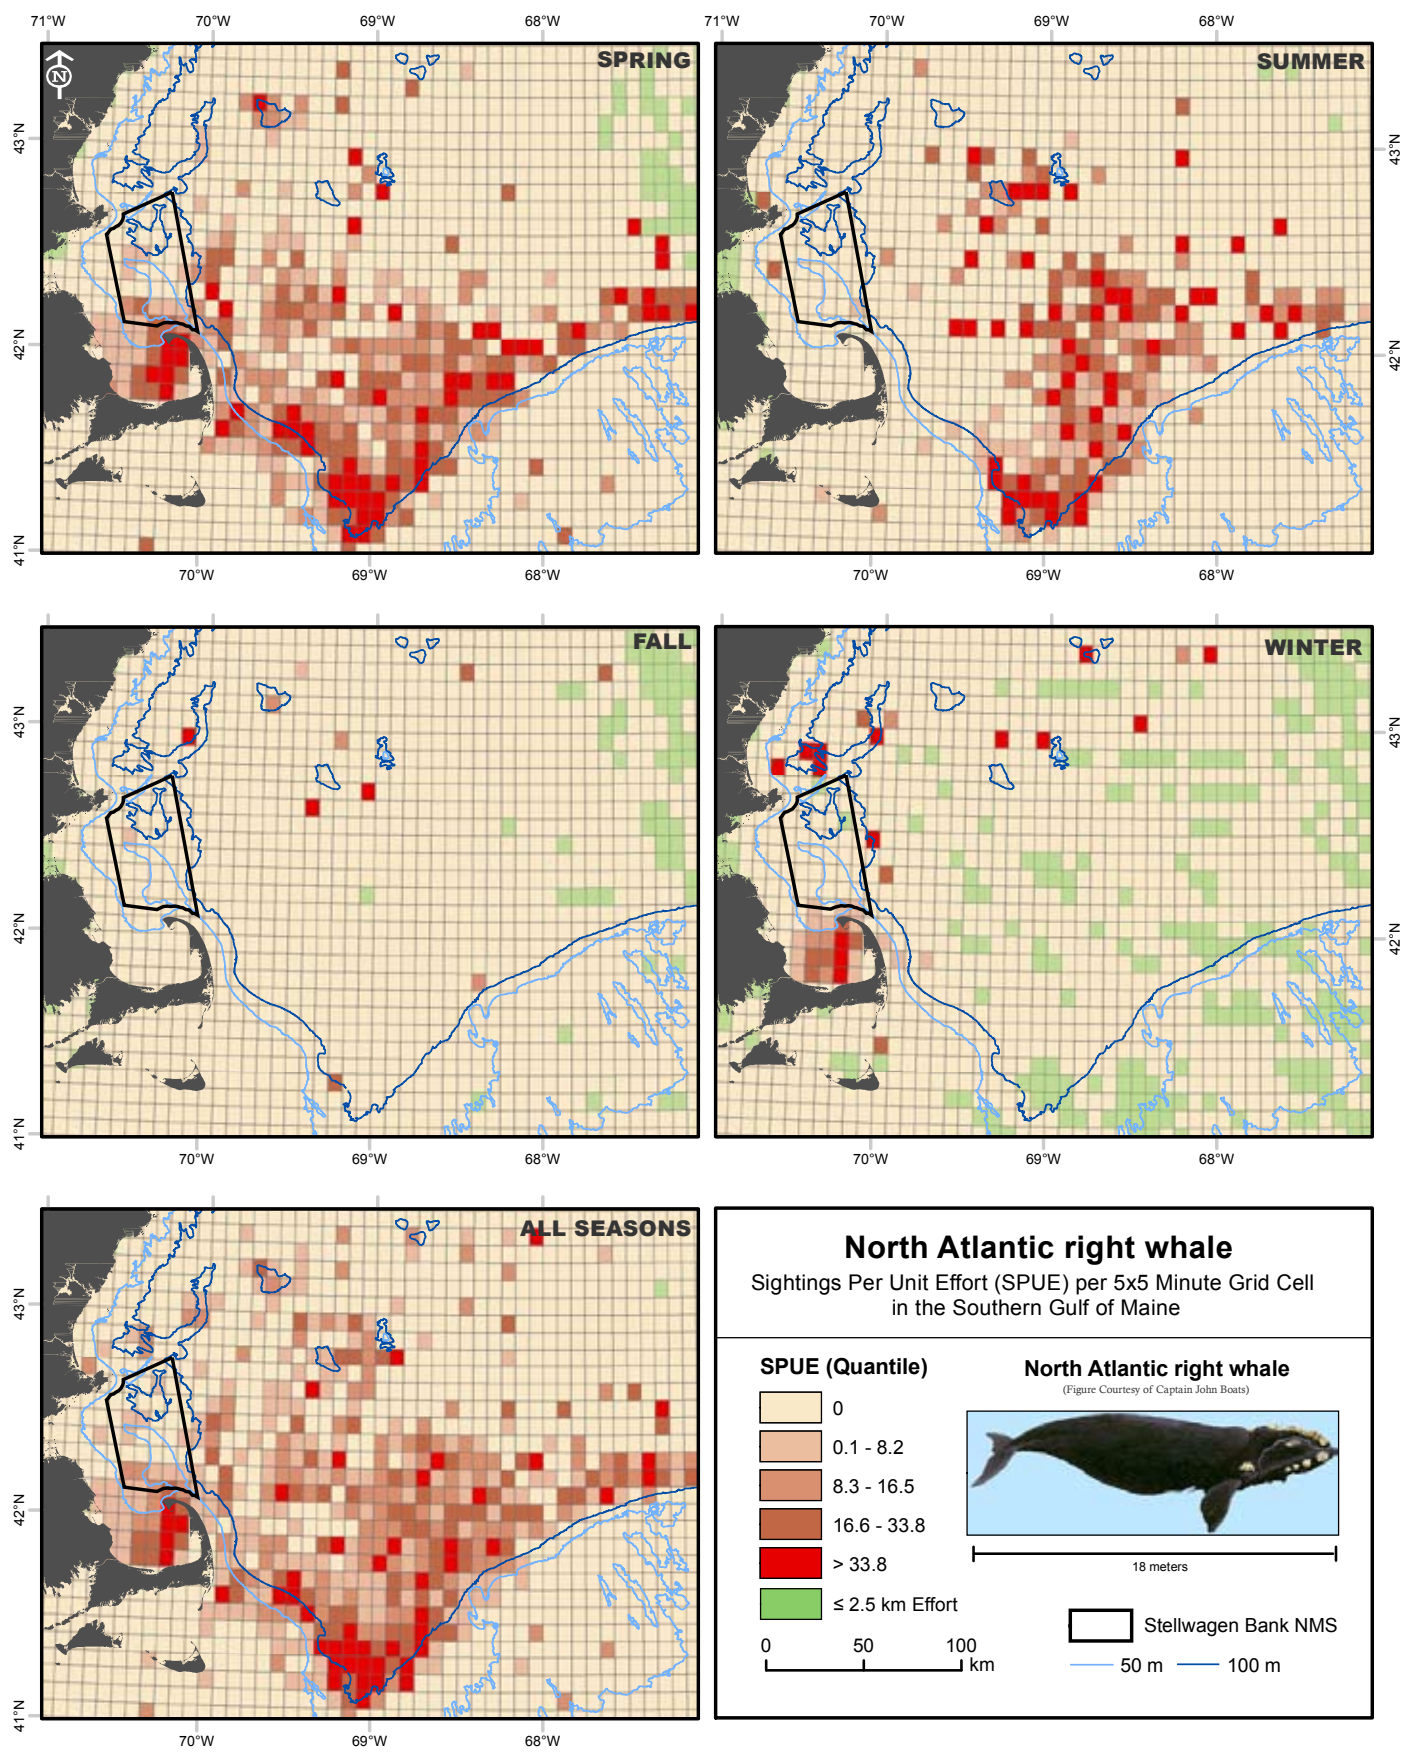 71°W 70°W 69°W 68°W 71°W 70°W 69°W 68°W
N
SPRING
SUMMER
43°N
42°N
41°N
43°N
42°N
70°W 69°W 68°W 70°W 69°W 68°W
FALL
WINTER
43°N
42°N
41°N
43°N
42°N
70°W 69°W 68°W 70°W 69°W 68°W
ALL SEASONS
43°N
42°N
41°N
70°W 69°W 68°W
North Atlantic right whale
Sightings Per Unit Effort (SPUE) per 5x5 Minute Grid Cell
in the Southern Gulf of Maine
SPUE (Quantile)
0
0.1 - 8.2
8.3 - 16.5
16.6 - 33.8
> 33.8
≤ 2.5 km Effort
0 50 100
km
North Atlantic right whale
(Figure Courtesy of Captain John Boats)
18 meters
Stellwagen Bank NMS
50 m 100 m